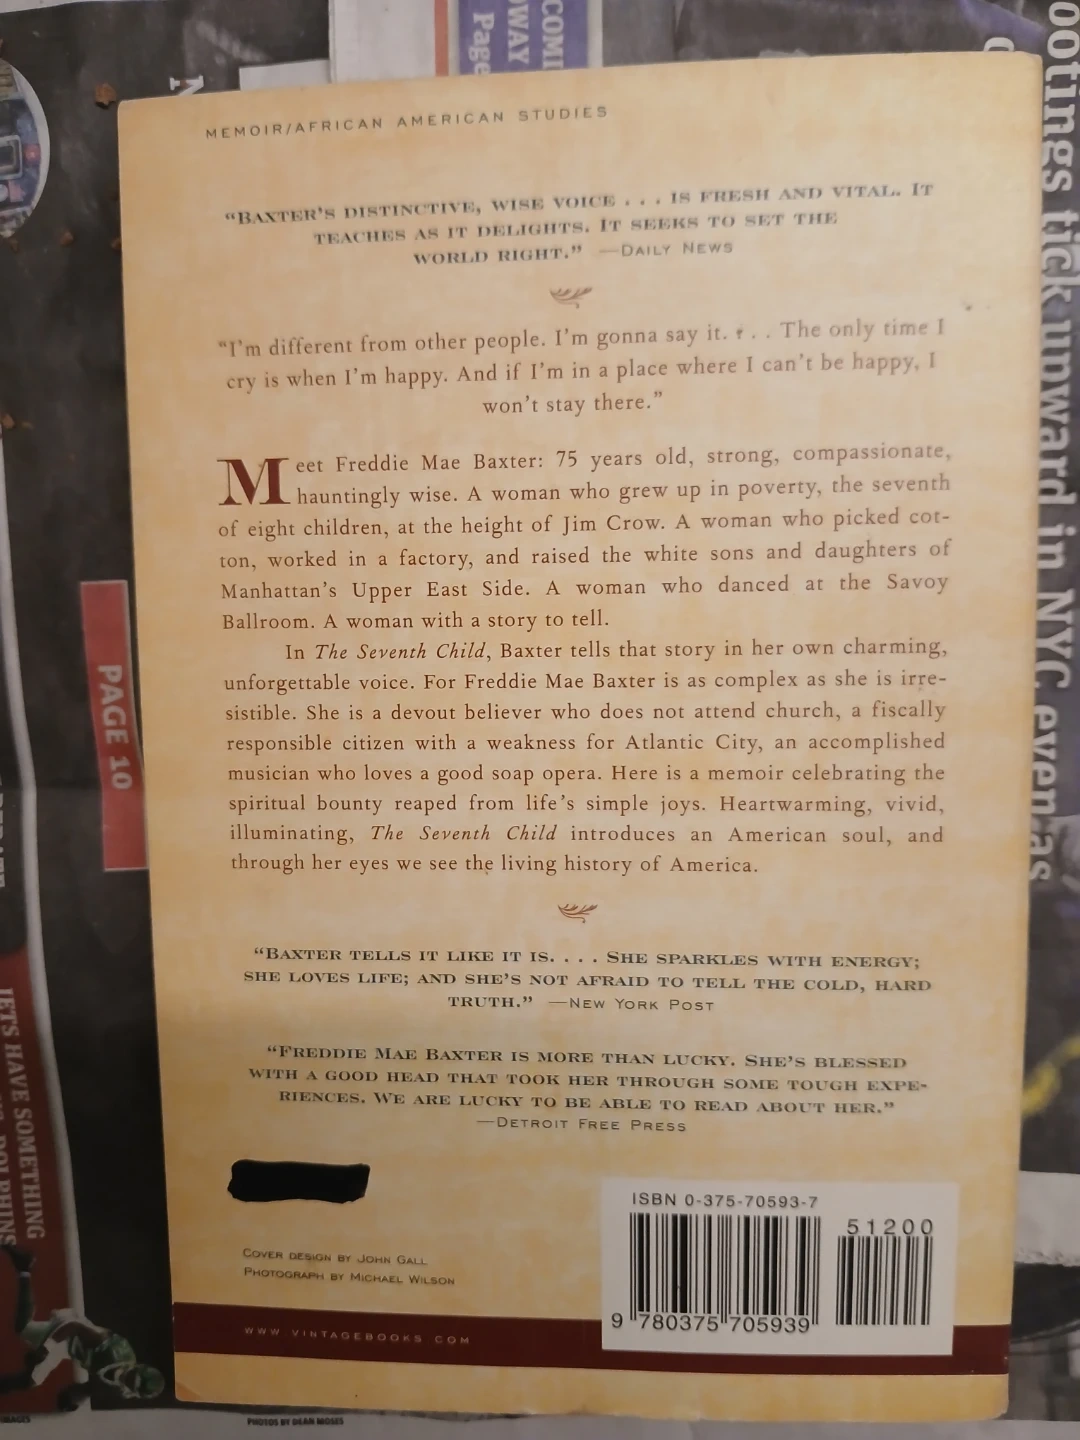 MEMOIR/AFRICAN AMERICAN STUDIES
"BAXTER'S DISTINCTIVE, WISE VOICE . . . IS FRESH AND VITAL. IT
TEACHES AS IT DELIGHTS. IT SEEKS TO SET THE
WORLD RIGHT." —DAILY NEWS
"I'm different from other people. I'm gonna say it. . . . The only time I
cry is when I'm happy. And if I'm in a place where I can't be happy, I
won't stay there."
Meet Freddie Mae Baxter: 75 years old, strong, compassionate,
hauntingly wise. A woman who grew up in poverty, the seventh
of eight children, at the height of Jim Crow. A woman who picked cot-
ton, worked in a factory, and raised the white sons and daughters of
Manhattan's Upper East Side. A woman who danced at the Savoy
Ballroom. A woman with a story to tell.
In The Seventh Child, Baxter tells that story in her own charming,
unforgettable voice. For Freddie Mae Baxter is as complex as she is irre-
sistible. She is a devout believer who does not attend church, a fiscally
responsible citizen with a weakness for Atlantic City, an accomplished
musician who loves a good soap opera. Here is a memoir celebrating the
spiritual bounty reaped from life's simple joys. Heartwarming, vivid,
illuminating, The Seventh Child introduces an American soul, and
through her eyes we see the living history of America.
"BAXTER TELLS IT LIKE IT IS. . . . SHE SPARKLES WITH ENERGY;
SHE LOVES LIFE; AND SHE'S NOT AFRAID TO TELL THE COLD, HARD
TRUTH." —NEW YORK POST
"FREDDIE MAE BAXTER IS MORE THAN LUCKY. SHE'S BLESSED
WITH A GOOD HEAD THAT TOOK HER THROUGH SOME TOUGH EXPE-
RIENCES. WE ARE LUCKY TO BE ABLE TO READ ABOUT HER."
—DETROIT FREE PRESS
COVER DESIGN BY JOHN GALL
PHOTOGRAPH BY MICHAEL WILSON
WWW VINTAGEBOOKS COM
ISBN 0-375-70593-7
51200
9 780375 705939
PAGE 10
JETS HAVE SOMETHING
DOLPHINS
PHOTOS BY DEAN MOSES
IMAGES
COMI
WAY
Page
ootings tick upward in NYC, even as